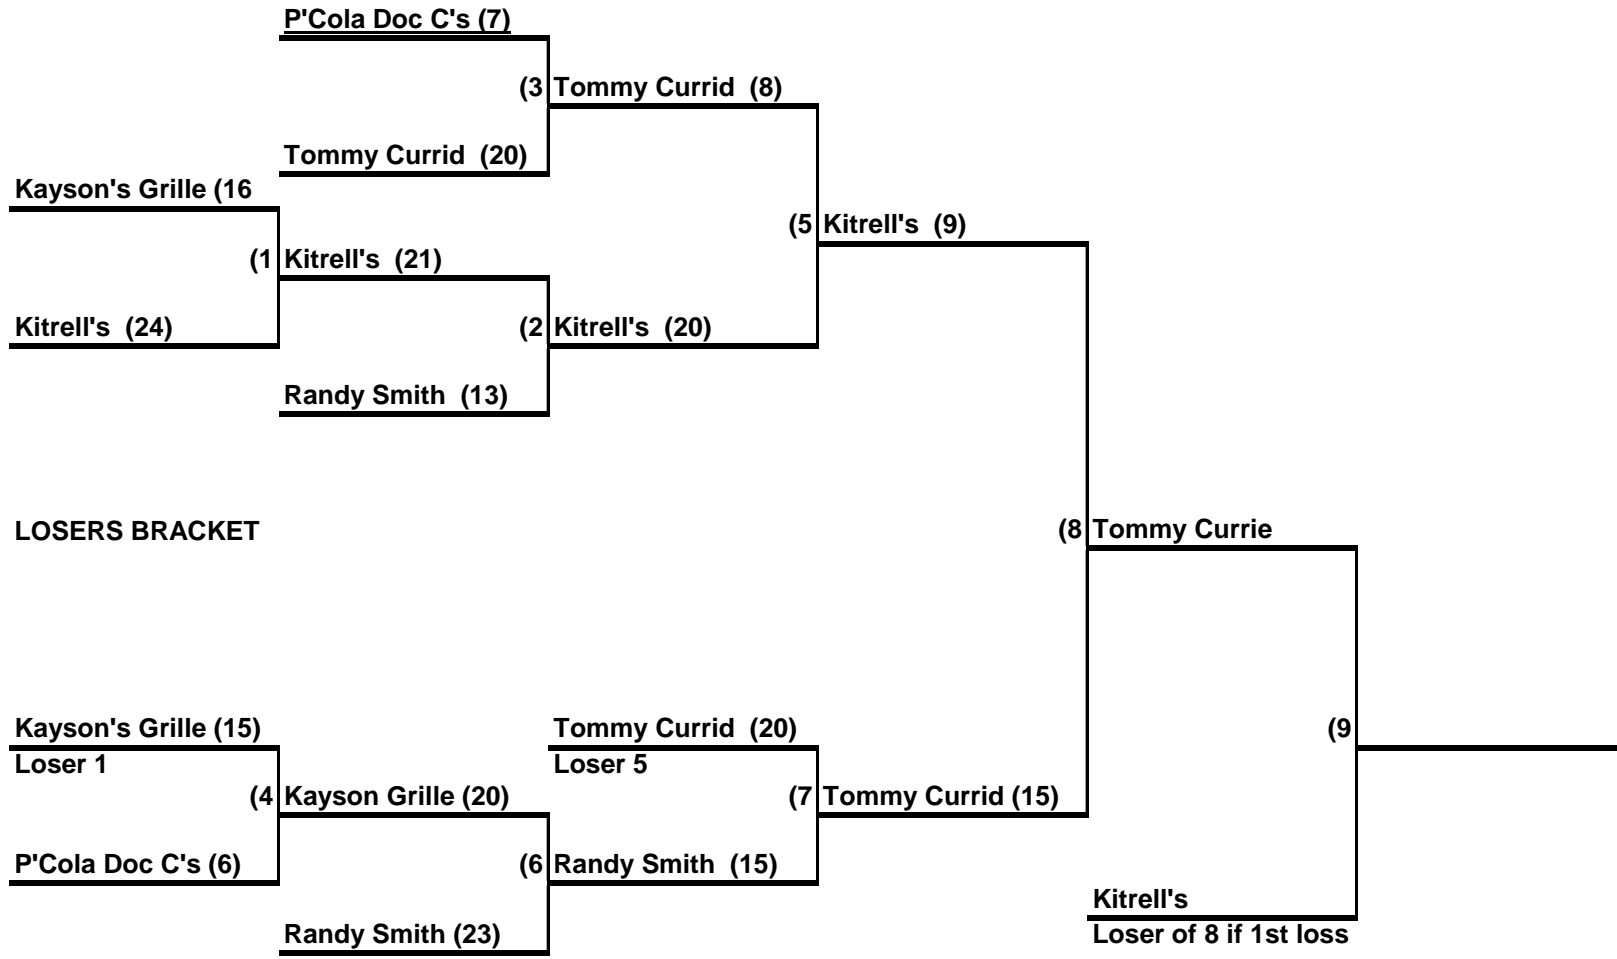 P'Cola Doc C's (7)
(3 Tommy Currid  (8)
Tommy Currid  (20)
Kayson's Grille (16
(5 Kitrell's  (9)
(1 Kitrell's  (21)
Kitrell's  (24)
(2 Kitrell's  (20)
Randy Smith  (13)
LOSERS BRACKET
(8 Tommy Currie
Kayson's Grille (15)
Tommy Currid  (20)
(9
Loser 1
Loser 5
(4 Kayson Grille (20)
(7 Tommy Currid (15)
P'Cola Doc C's (6)
(6 Randy Smith  (15)
Kitrell's
Randy Smith (23)
Loser of 8 if 1st loss